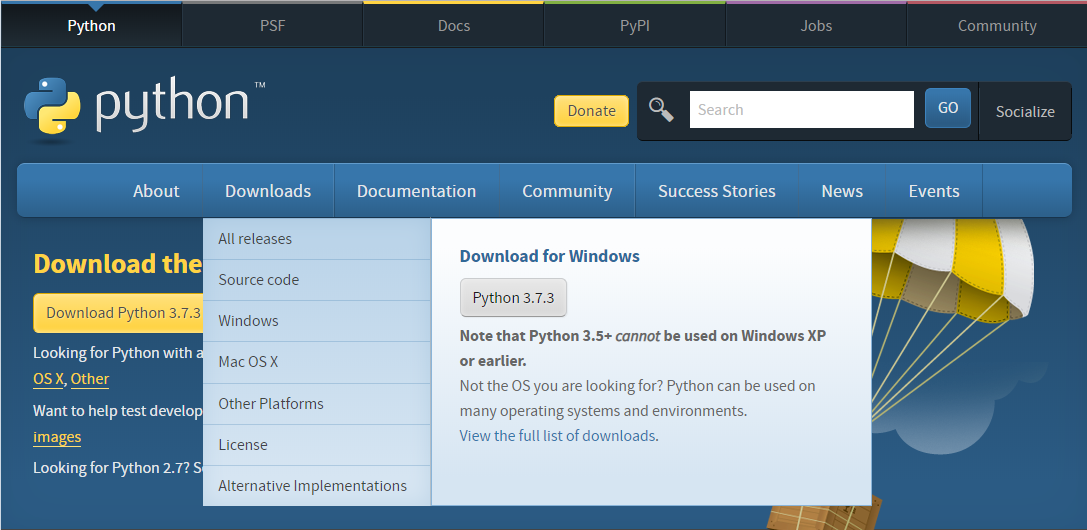 Python
PSF
Docs
PyPI
Jobs
Community
python™
Donate
Search
GO
Socialize
About
Downloads
Documentation
Community
Success Stories
News
Events
Download the
Download Python 3.7.3
Looking for Python with a
OS X, Other
Want to help test develop
images
Looking for Python 2.7? S
All releases
Source code
Windows
Mac OS X
Other Platforms
License
Alternative Implementations
Download for Windows
Python 3.7.3
Note that Python 3.5+ cannot be used on Windows XP
or earlier.
Not the OS you are looking for? Python can be used on
many operating systems and environments.
View the full list of downloads.